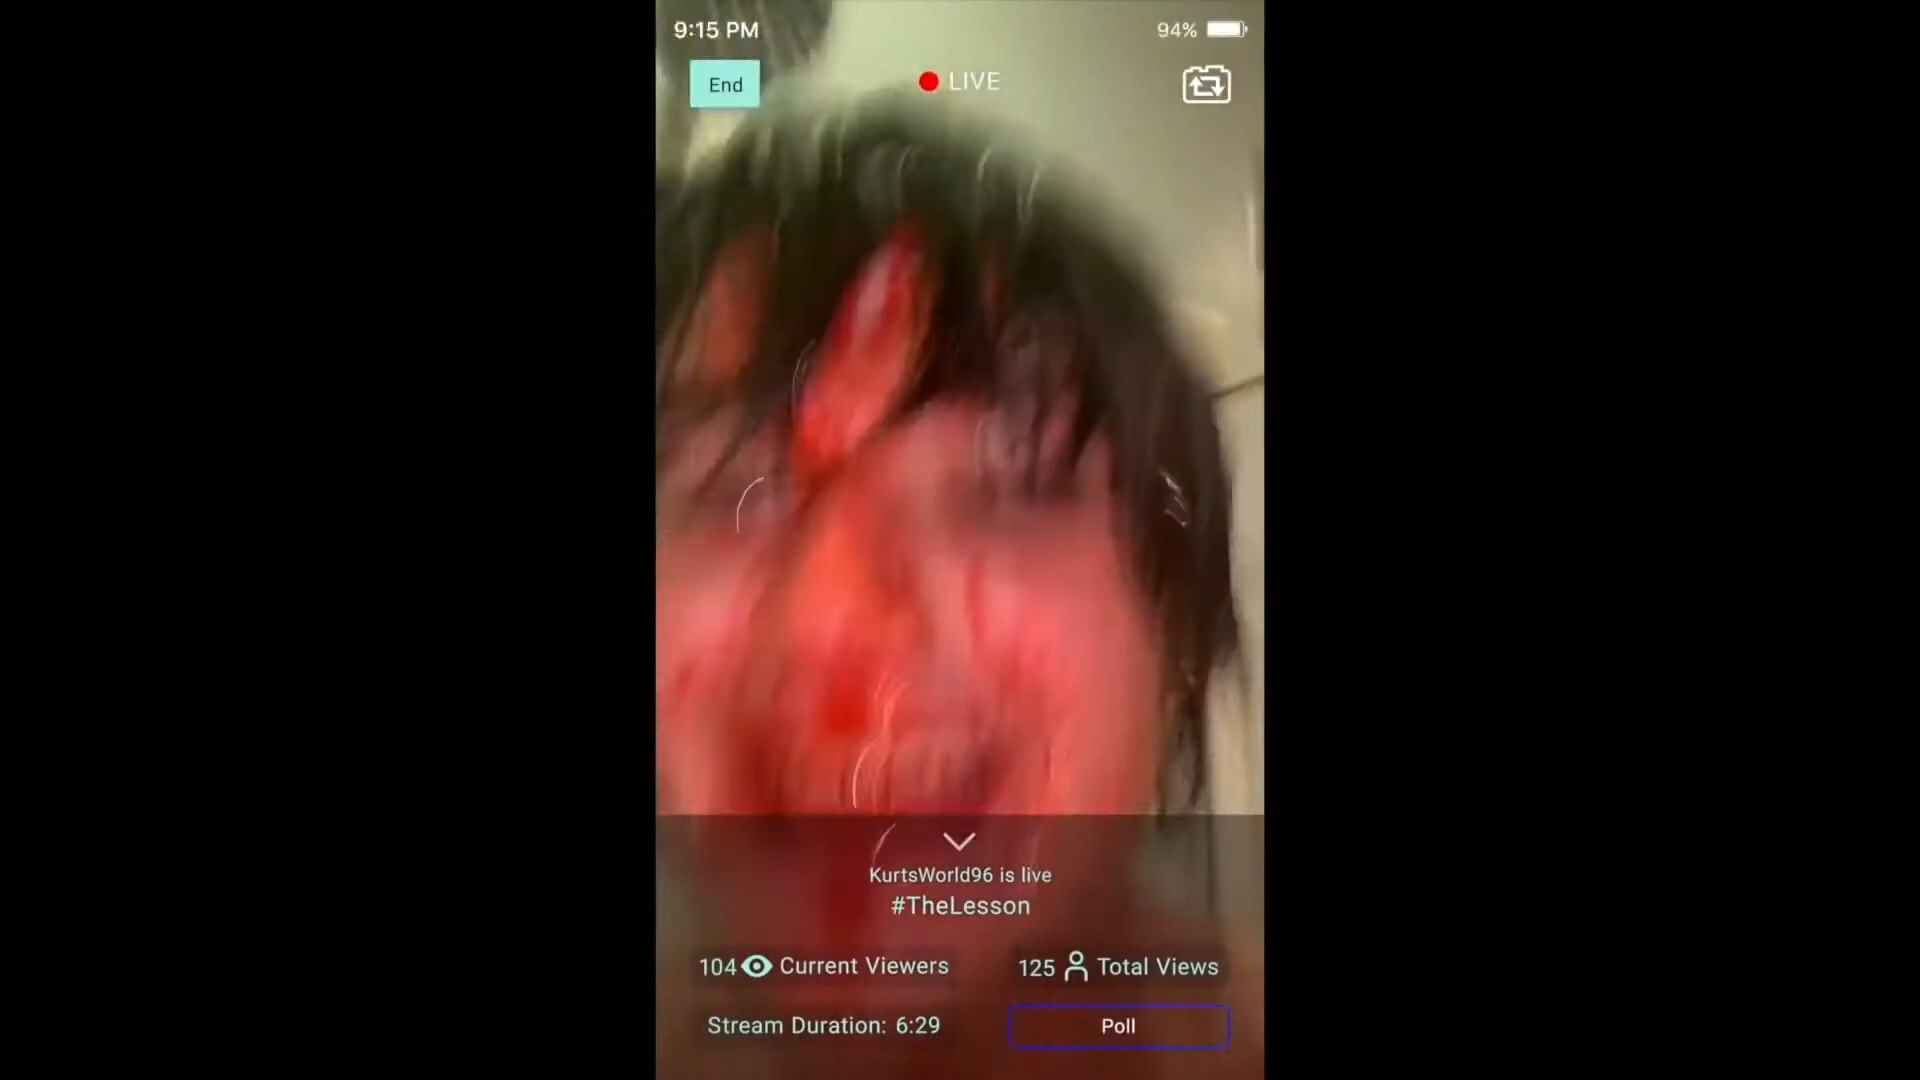 9:15 PM
94%
End
LIVE
KurtsWorld96 is live
#TheLesson
104 Current Viewers
125 Total Views
Stream Duration: 6:29
Poll